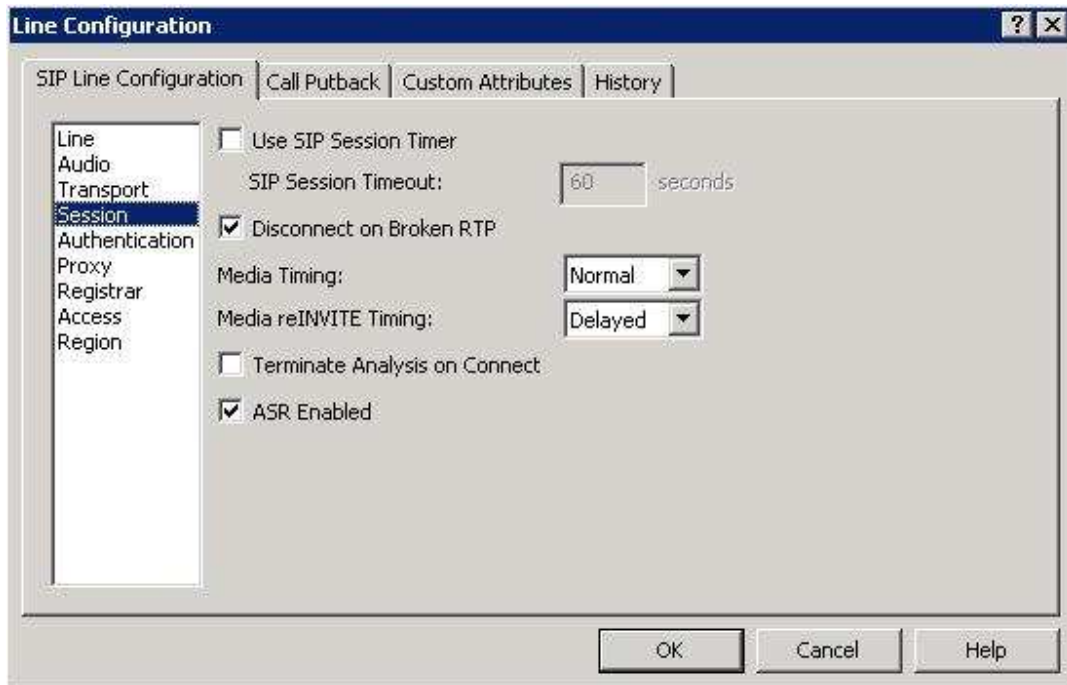 Line Configuration
SIP Line Configuration
Call Putback
Custom Attributes
History
Line
Audio
Transport
Session
Authentication
Proxy
Registrar
Access
Region
Use SIP Session Timer
SIP Session Timeout: 60 seconds
Disconnect on Broken RTP
Media Timing: Normal
Media reINVITE Timing: Delayed
Terminate Analysis on Connect
ASR Enabled
OK
Cancel
Help